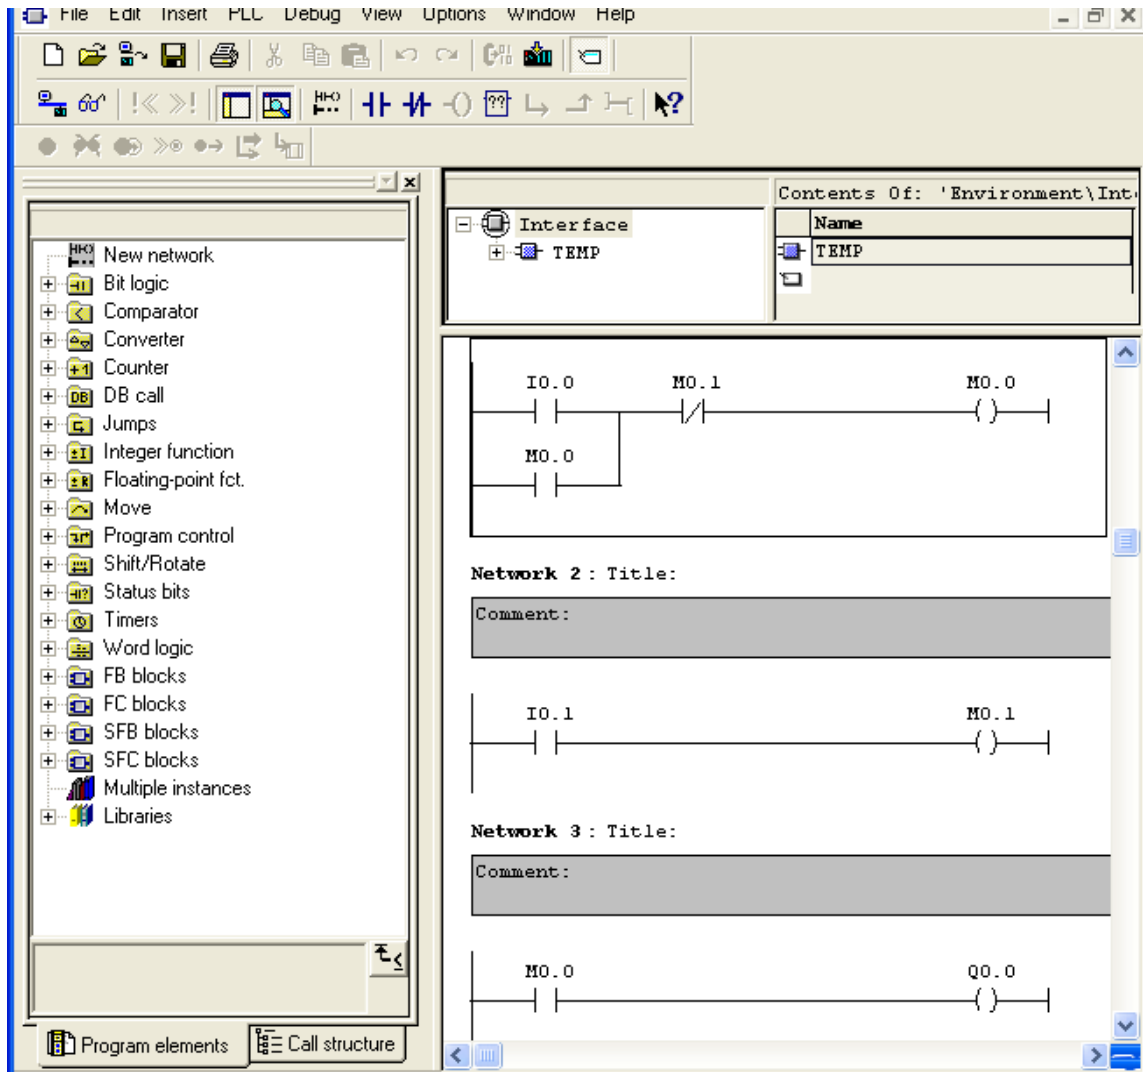 File Edit Insert PLC Debug View Options Window Help
New network
Bit logic
Comparator
Converter
Counter
DB call
Jumps
Integer function
Floating-point fct.
Move
Program control
Shift/Rotate
Status bits
Timers
Word logic
FB blocks
FC blocks
SFB blocks
SFC blocks
Multiple instances
Libraries
Program elements Call structure
Interface
TEMP
Contents Of: 'Environment\Int
Name
TEMP
I0.0 M0.1 M0.0
M0.0
Network 2 : Title:
Comment:
I0.1 M0.1
Network 3 : Title:
Comment:
M0.0 Q0.0